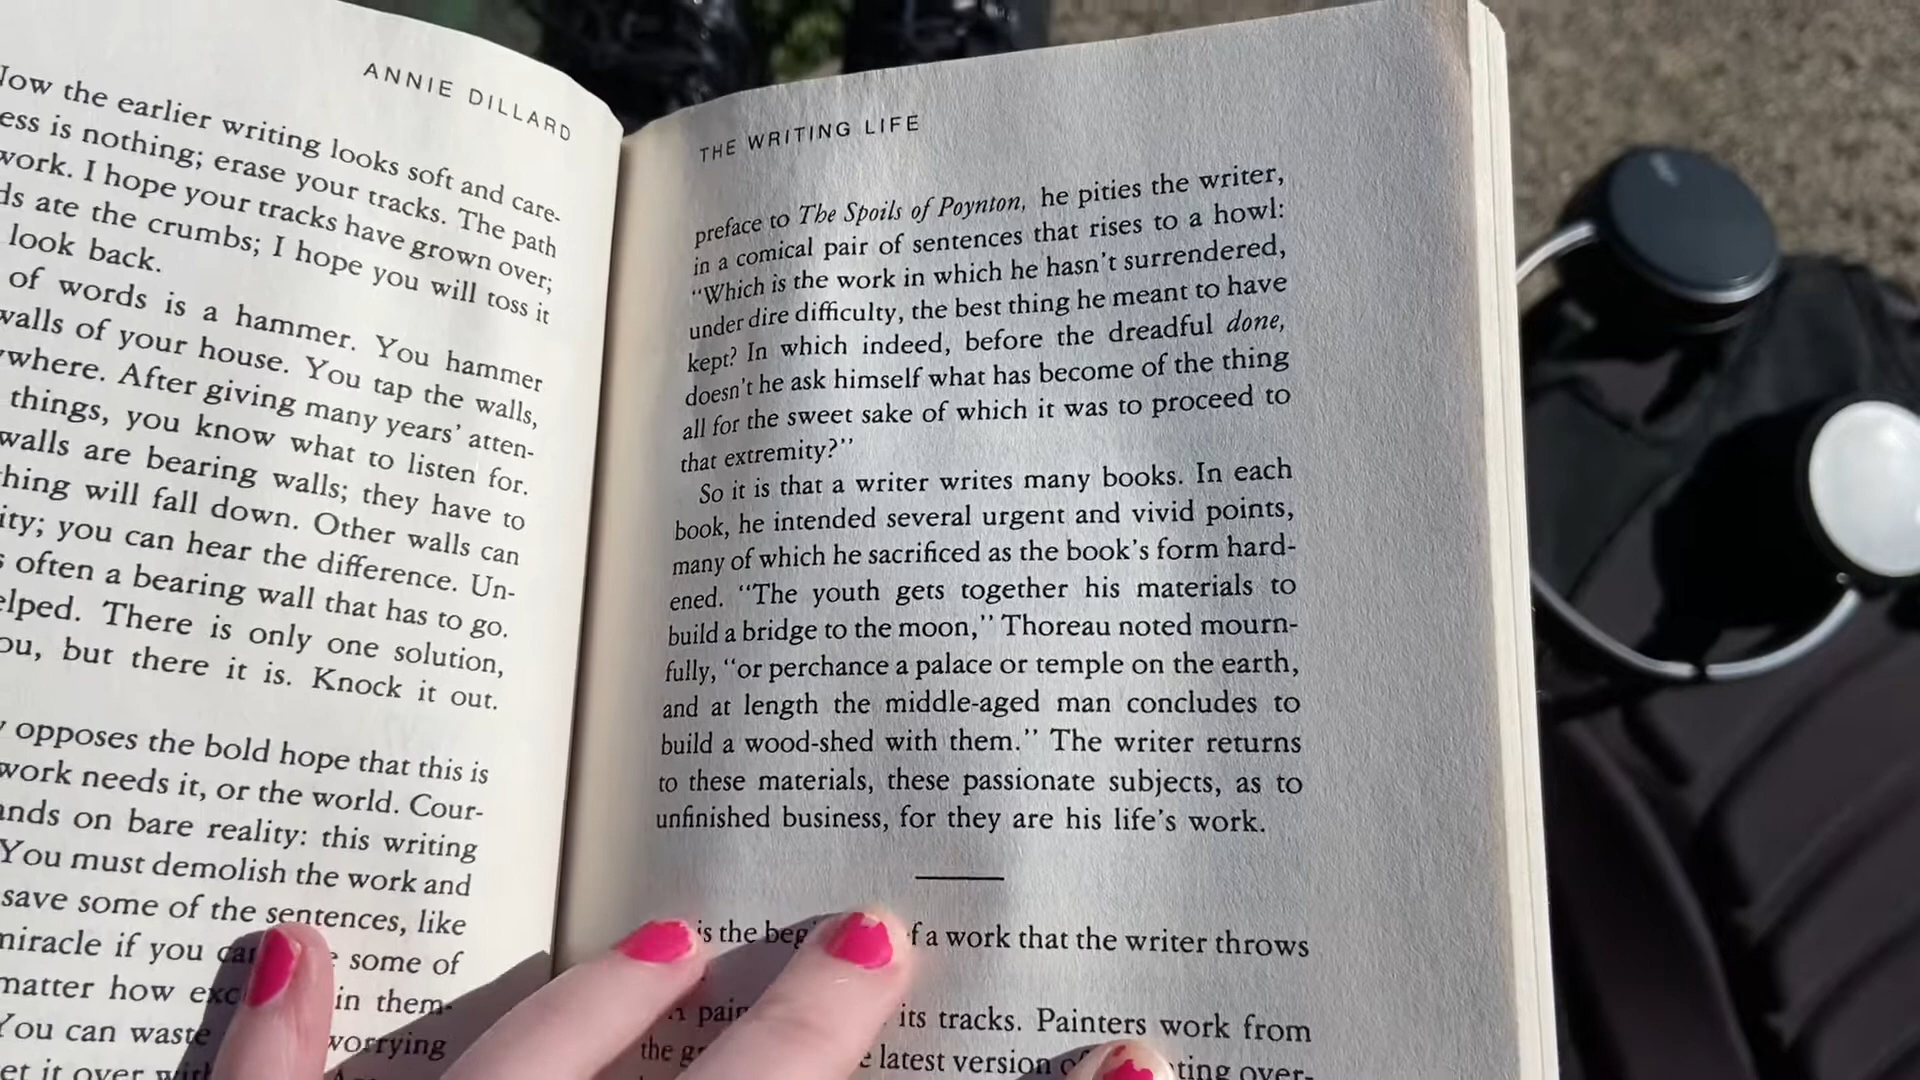 ANNIE DILLARD
Now the earlier writing looks soft and care-
ess is nothing; erase your tracks. The path
work. I hope your tracks have grown over;
ds ate the crumbs; I hope you will toss it
look back.
of words is a hammer. You hammer
walls of your house. You tap the walls,
ywhere. After giving many years' atten-
things, you know what to listen for.
walls are bearing walls; they have to
hing will fall down. Other walls can
ity; you can hear the difference. Un-
often a bearing wall that has to go.
elped. There is only one solution,
ou, but there it is. Knock it out.
y opposes the bold hope that this is
work needs it, or the world. Cour-
ands on bare reality: this writing
You must demolish the work and
save some of the sentences, like
miracle if you some of
matter how in them-
You can waste worrying
et it over
THE WRITING LIFE
preface to The Spoils of Poynton, he pities the writer,
in a comical pair of sentences that rises to a howl:
“Which is the work in which he hasn't surrendered,
under dire difficulty, the best thing he meant to have
kept? In which indeed, before the dreadful done,
doesn't he ask himself what has become of the thing
all for the sweet sake of which it was to proceed to
that extremity?”
So it is that a writer writes many books. In each
book, he intended several urgent and vivid points,
many of which he sacrificed as the book's form hard-
ened. “The youth gets together his materials to
build a bridge to the moon,” Thoreau noted mourn-
fully, “or perchance a palace or temple on the earth,
and at length the middle-aged man concludes to
build a wood-shed with them.” The writer returns
to these materials, these passionate subjects, as to
unfinished business, for they are his life's work.
is the beg f a work that the writer throws
pain its tracks. Painters work from
the latest version ting over-